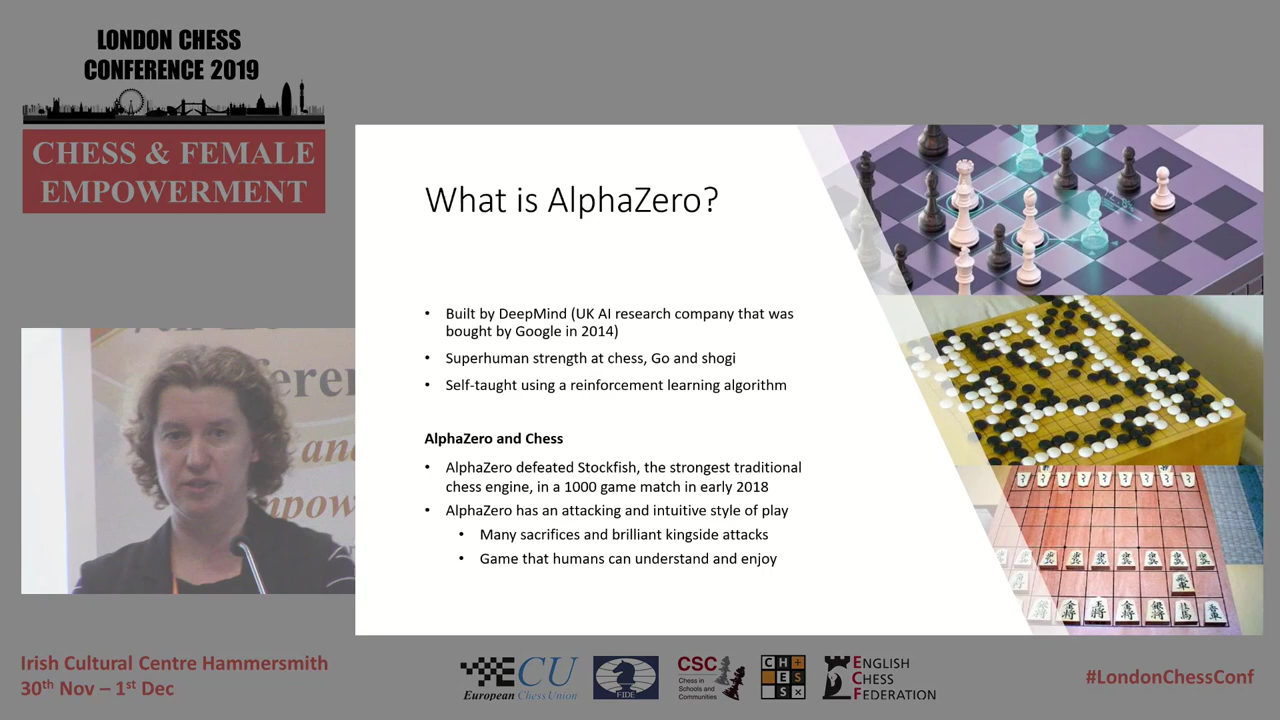 LONDON CHESS
CONFERENCE 2019
CHESS & FEMALE
EMPOWERMENT
What is AlphaZero?
• Built by DeepMind (UK AI research company that was
bought by Google in 2014)
• Superhuman strength at chess, Go and shogi
• Self-taught using a reinforcement learning algorithm
AlphaZero and Chess
• AlphaZero defeated Stockfish, the strongest traditional
chess engine, in a 1000 game match in early 2018
• AlphaZero has an attacking and intuitive style of play
• Many sacrifices and brilliant kingside attacks
• Game that humans can understand and enjoy
Irish Cultural Centre Hammersmith
30th Nov – 1st Dec
ECU
European Chess Union
FIDE
CSC
Chess in
Schools and
Communities
CH+
ES
S×
ENGLISH
CHESS
FEDERATION
#LondonChessConf